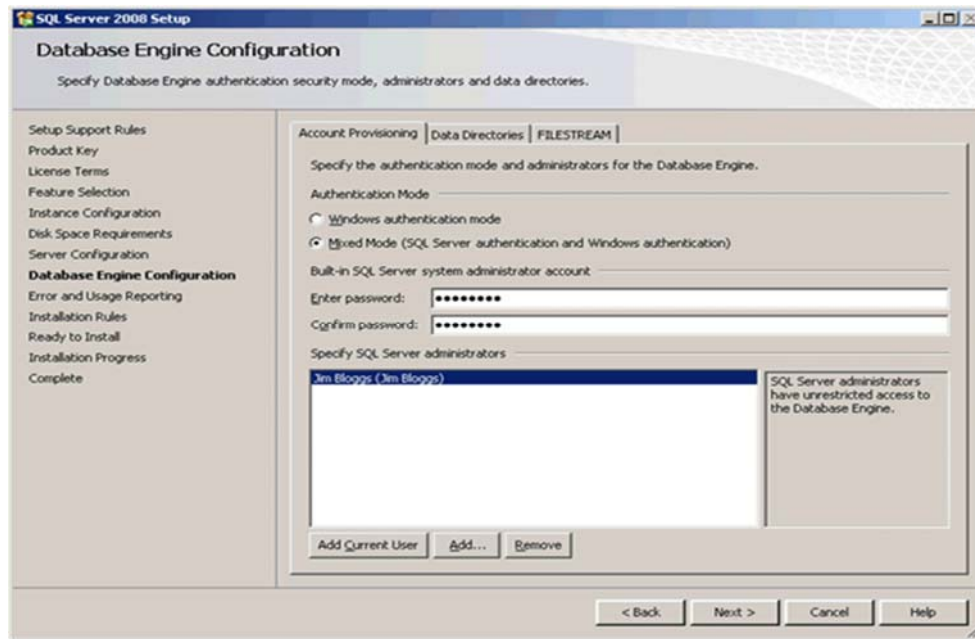 SQL Server 2008 Setup
Database Engine Configuration
Specify Database Engine authentication security mode, administrators and data directories.
Setup Support Rules
Product Key
License Terms
Feature Selection
Instance Configuration
Disk Space Requirements
Server Configuration
Database Engine Configuration
Error and Usage Reporting
Installation Rules
Ready to Install
Installation Progress
Complete
Account Provisioning Data Directories FILESTREAM
Specify the authentication mode and administrators for the Database Engine.
Authentication Mode
Windows authentication mode
Mixed Mode (SQL Server authentication and Windows authentication)
Built-in SQL Server system administrator account
Enter password: ●●●●●●●●
Confirm password: ●●●●●●●●
Specify SQL Server administrators
Jim Bloggs (Jim Bloggs)
SQL Server administrators
have unrestricted access to
the Database Engine.
Add Current User Add... Remove
< Back Next > Cancel Help